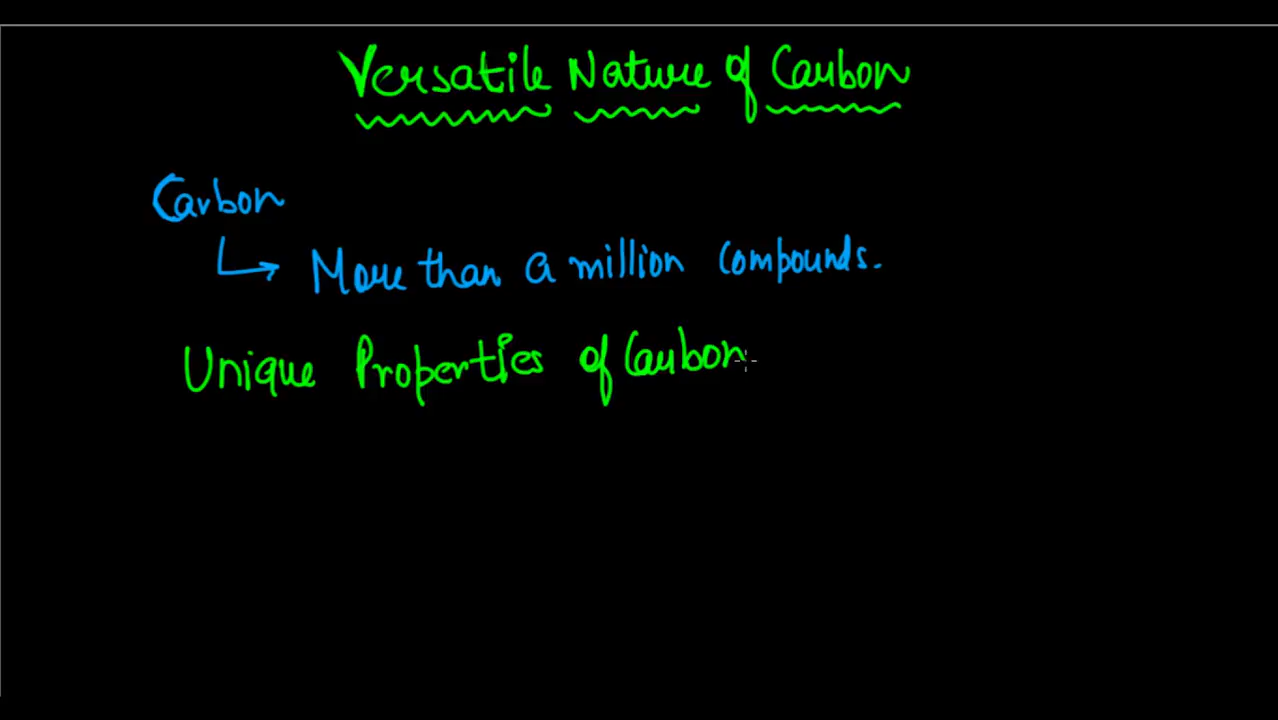 Versatile Nature of Carbon
Carbon
More than a million Compounds.
Unique Properties of Carbon